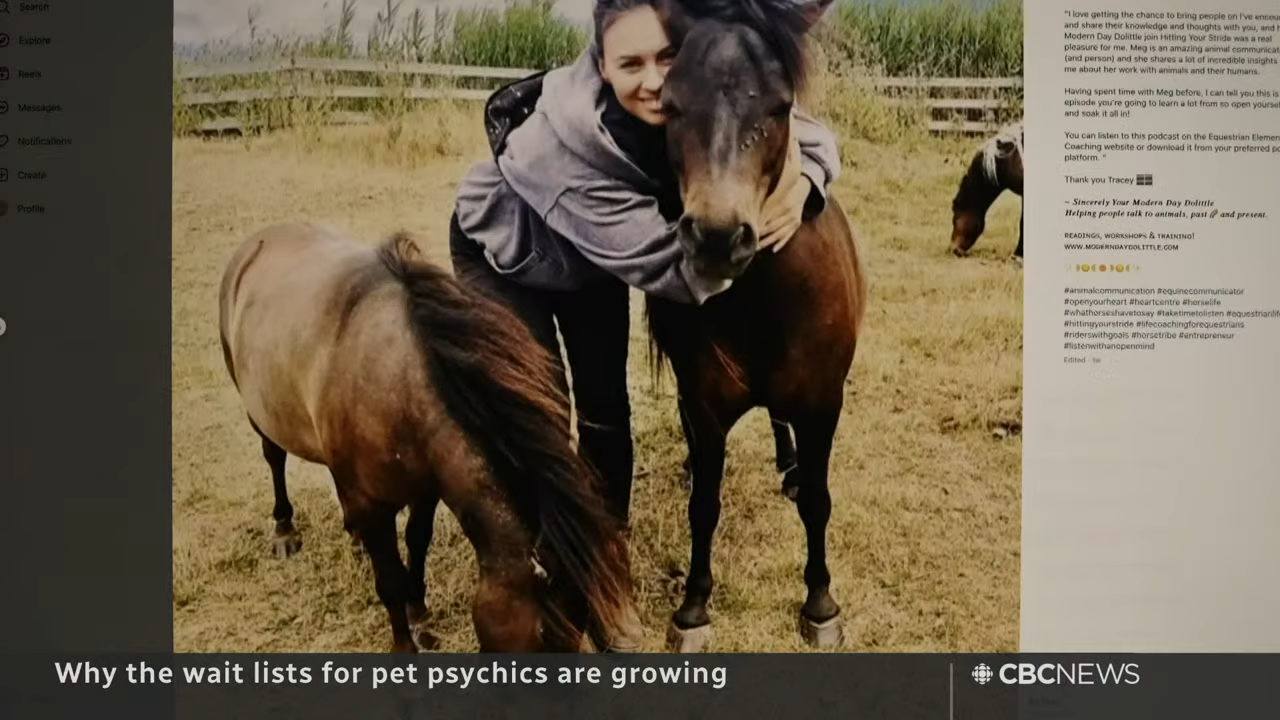 Search
Explore
Reels
Messages
Notifications
Create
Profile
"I love getting the chance to bring people on I've
and share their knowledge and thoughts with you, and
Modern Day Dolittle join Hitting Your Stride was a real
pleasure for me. Meg is an amazing animal
(and person) and she shares a lot of incredible insights
me about her work with animals and their humans.
Having spent time with Meg before, I can tell you this is
episode you're going to learn a lot from so open
and soak it all in!
You can listen to this podcast on the Equestrian
Coaching website or download it from your preferred
platform. "
Thank you Tracey
~ Sincerely Your Modern Day Dolittle
Helping people talk to animals, past and present.
READINGS, WORKSHOPS & TRAINING!
WWW.MODERNDAYDOLITTLE.COM
#animalcommunication #equinecommunicator
#openyourheart #heartcentre #horselife
#whathorseshavetosay #taketimetolisten
#hittingyourstride #lifecoachingforequestrians
#riderswithgoals #horsetribe #entrepreneur
#listenwithanopenmind
Edited
Why the wait lists for pet psychics are growing
CBCNEWS